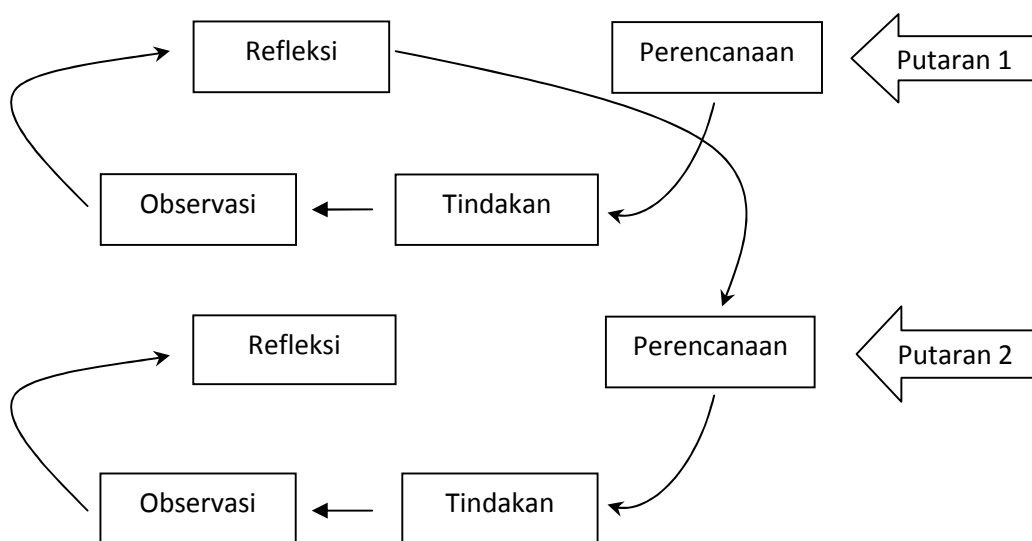 Refleksi
Perencanaan
Putaran 1
Observasi
Tindakan
Refleksi
Perencanaan
Putaran 2
Observasi
Tindakan